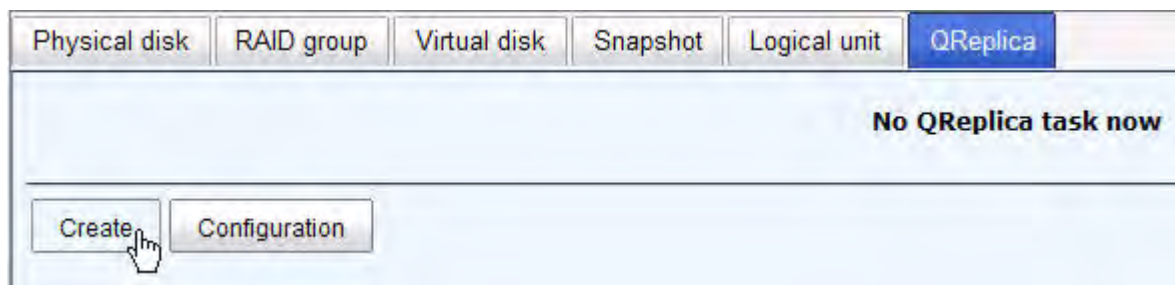 Physical disk RAID group Virtual disk Snapshot Logical unit QReplica
No QReplica task now
Create Configuration